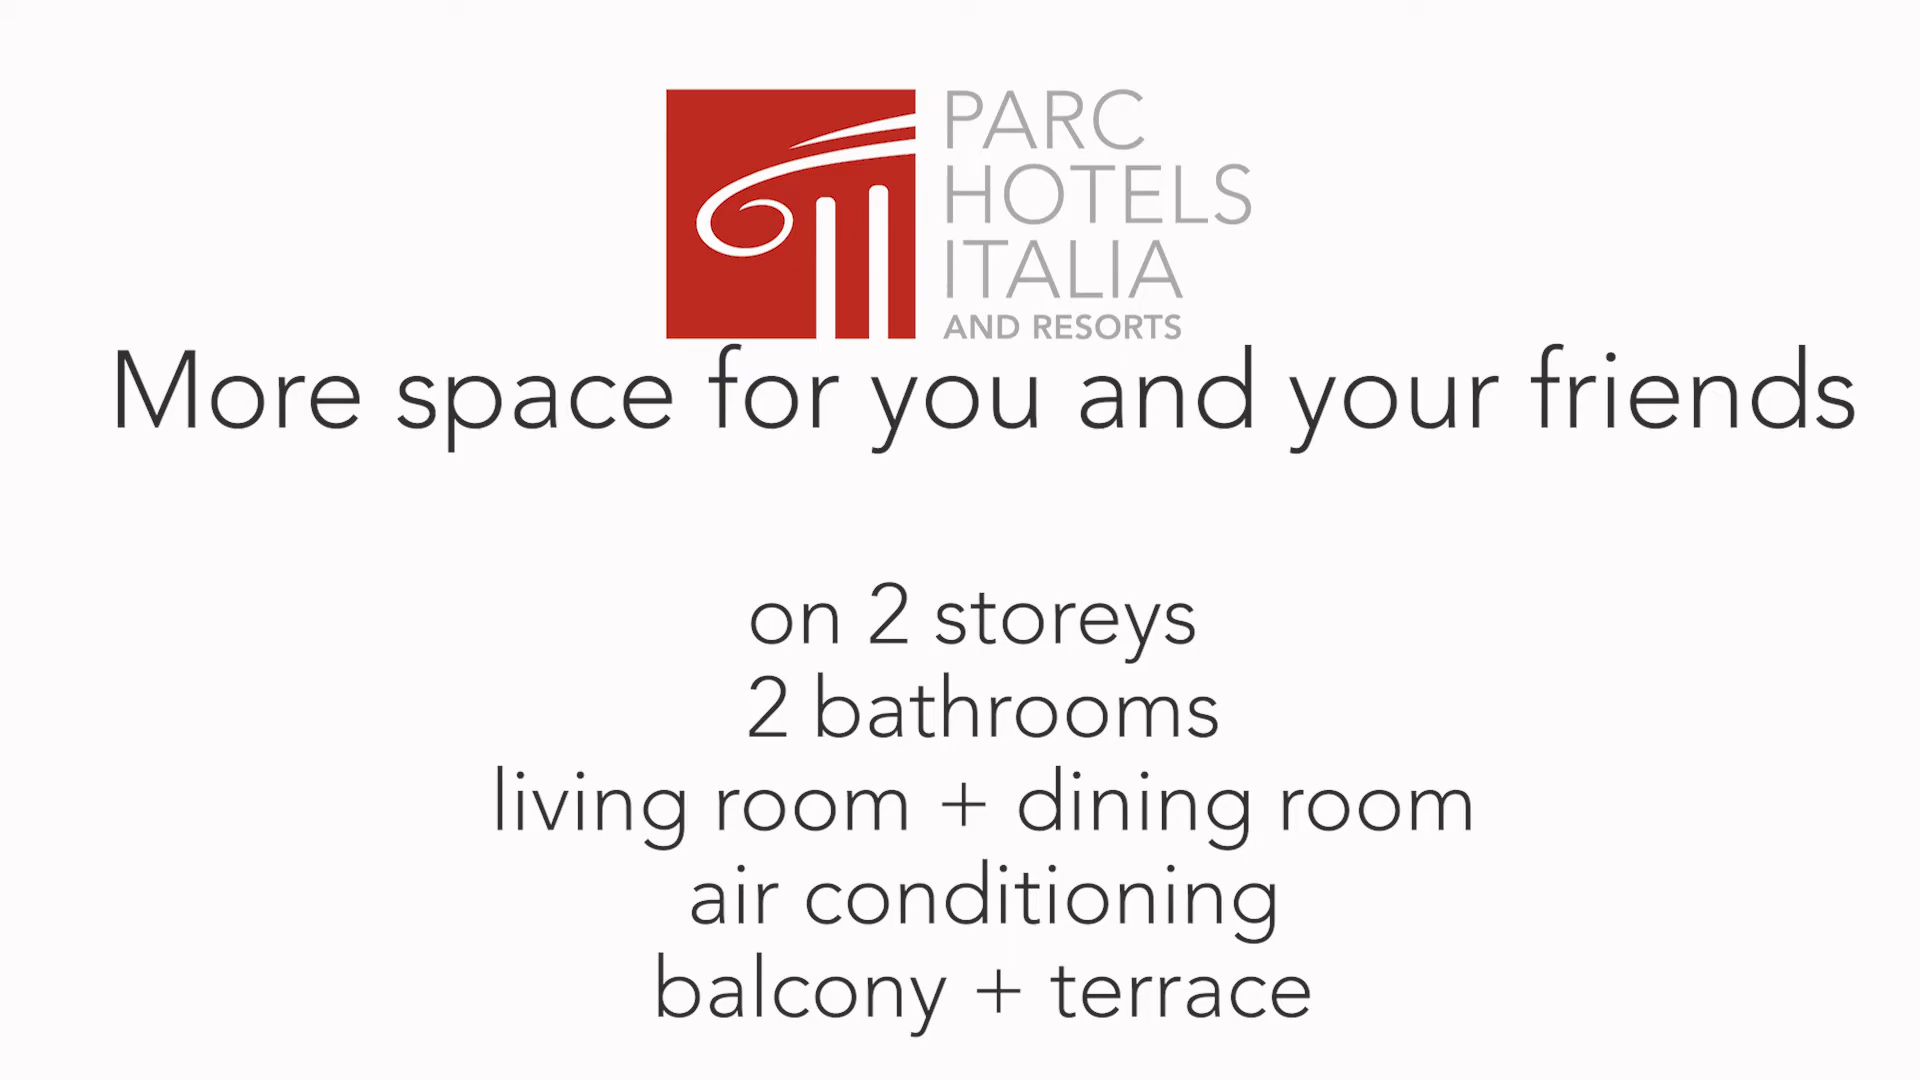 PARC
HOTELS
ITALIA
AND RESORTS
More space for you and your friends
on 2 storeys
2 bathrooms
living room + dining room
air conditioning
balcony + terrace